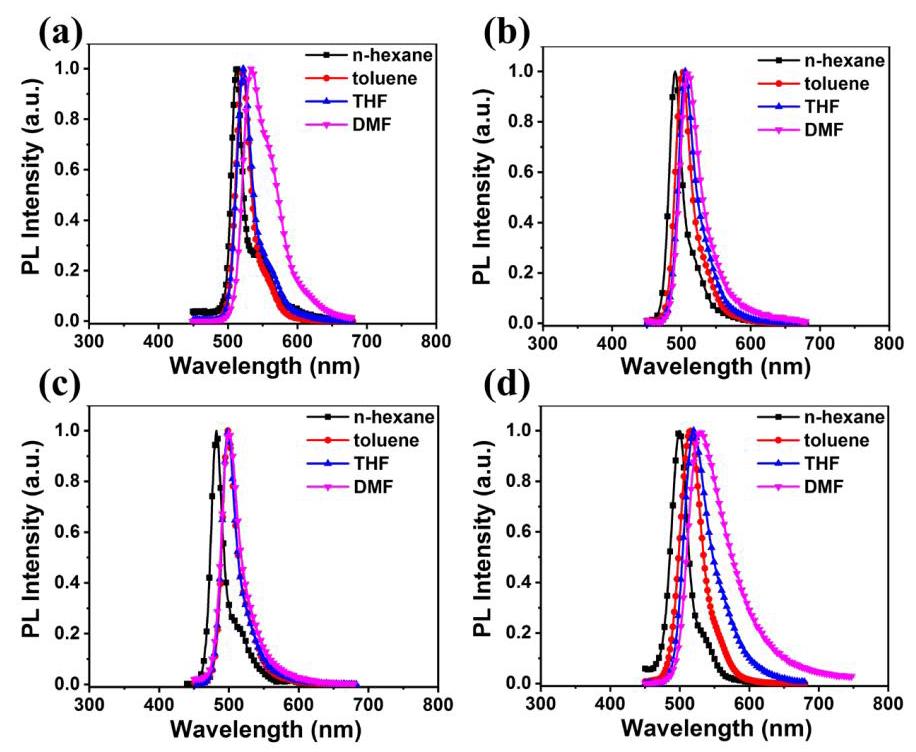 (a)
PL Intensity (a.u.)
1.0
0.8
0.6
0.4
0.2
0.0
n-hexane
toluene
THF
DMF
300 400 500 600 700 800
Wavelength (nm)
(b)
PL Intensity (a.u.)
1.0
0.8
0.6
0.4
0.2
0.0
n-hexane
toluene
THF
DMF
300 400 500 600 700 800
Wavelength (nm)
(c)
PL Intensity (a.u.)
1.0
0.8
0.6
0.4
0.2
0.0
n-hexane
toluene
THF
DMF
300 400 500 600 700 800
Wavelength (nm)
(d)
PL Intensity (a.u.)
1.0
0.8
0.6
0.4
0.2
0.0
n-hexane
toluene
THF
DMF
300 400 500 600 700 800
Wavelength (nm)